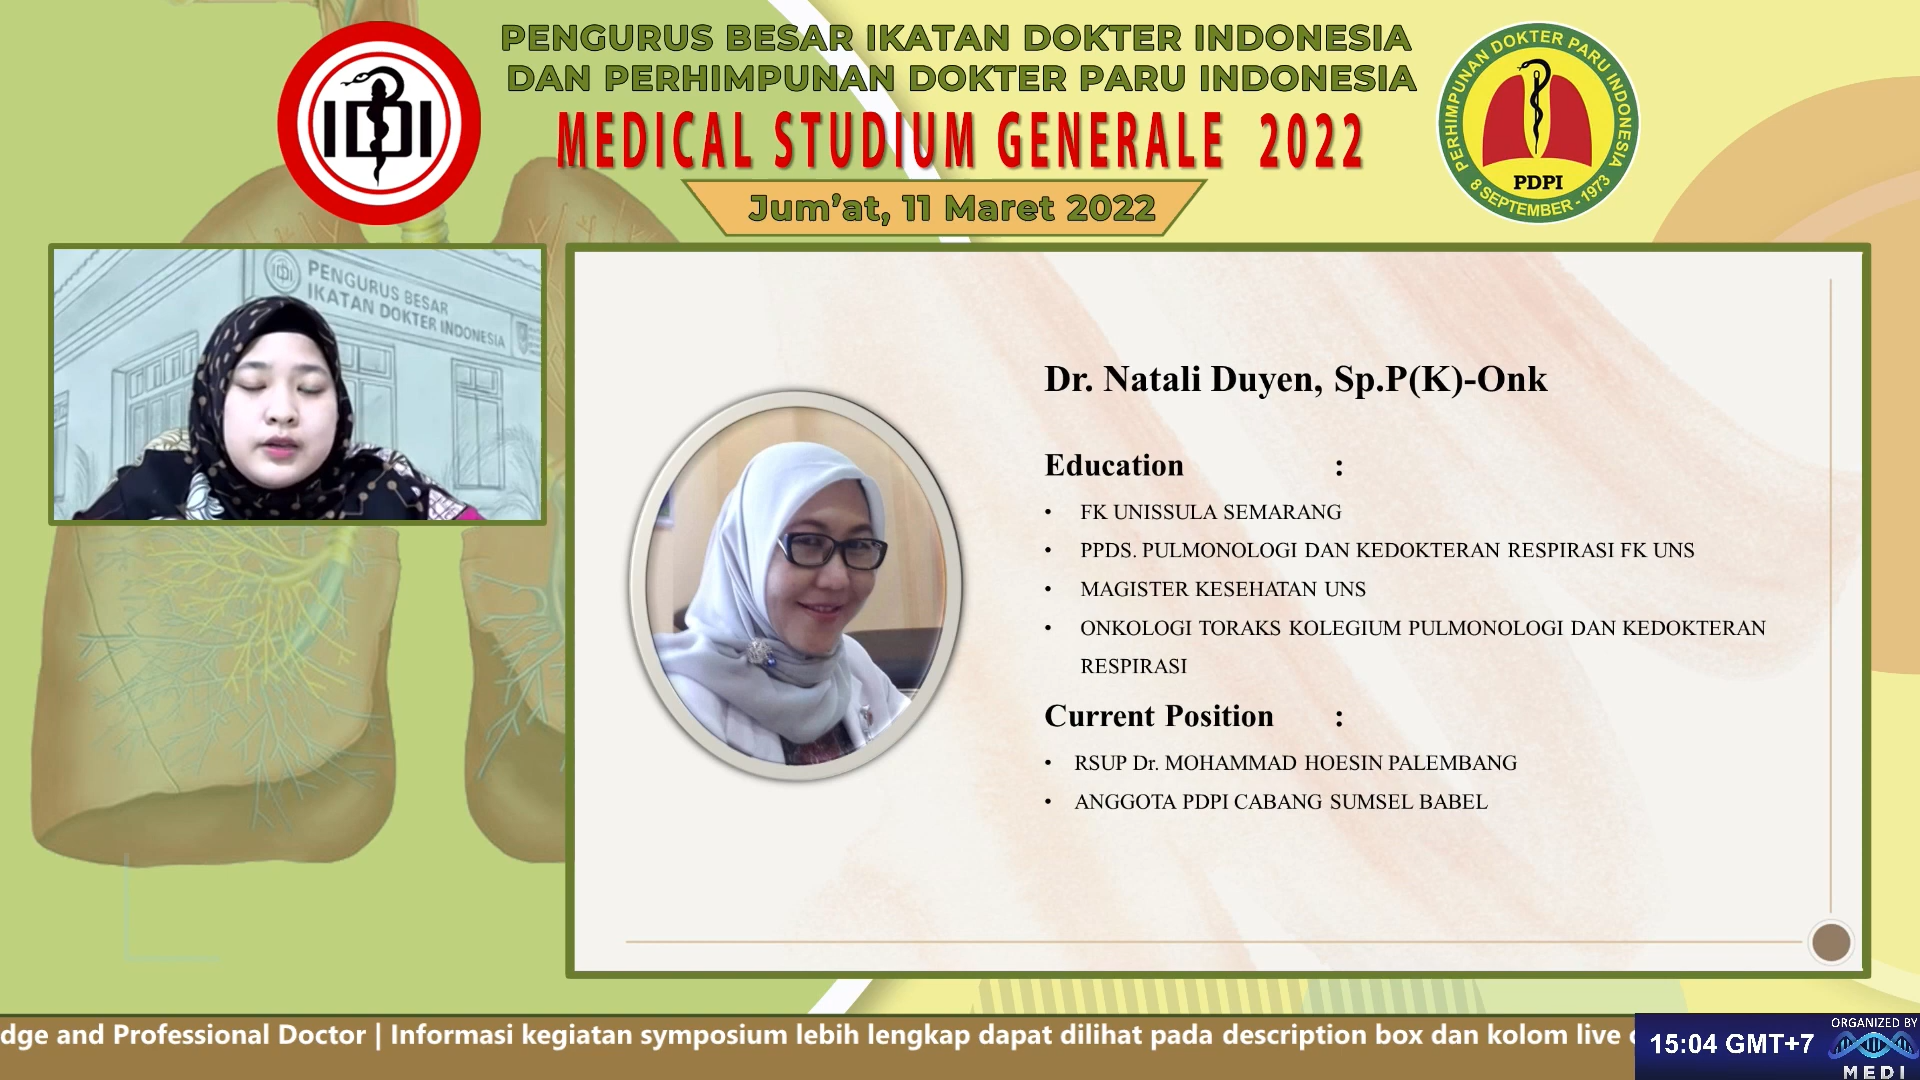 PENGURUS BESAR IKATAN DOKTER INDONESIA
DAN PERHIMPUNAN DOKTER PARU INDONESIA
MEDICAL STUDIUM GENERALE 2022
Jum'at, 11 Maret 2022
IDI
PERHIMPUNAN DOKTER PARU INDONESIA
PDPI
8 SEPTEMBER - 1973
IDI
PENGURUS BESAR
IKATAN DOKTER INDONESIA
Dr. Natali Duyen, Sp.P(K)-Onk
Education :
• FK UNISSULA SEMARANG
• PPDS. PULMONOLOGI DAN KEDOKTERAN RESPIRASI FK UNS
• MAGISTER KESEHATAN UNS
• ONKOLOGI TORAKS KOLEGIUM PULMONOLOGI DAN KEDOKTERAN
RESPIRASI
Current Position :
• RSUP Dr. MOHAMMAD HOESIN PALEMBANG
• ANGGOTA PDPI CABANG SUMSEL BABEL
dge and Professional Doctor | Informasi kegiatan symposium lebih lengkap dapat dilihat pada description box dan kolom live
15:04 GMT+7
ORGANIZED BY
MEDI